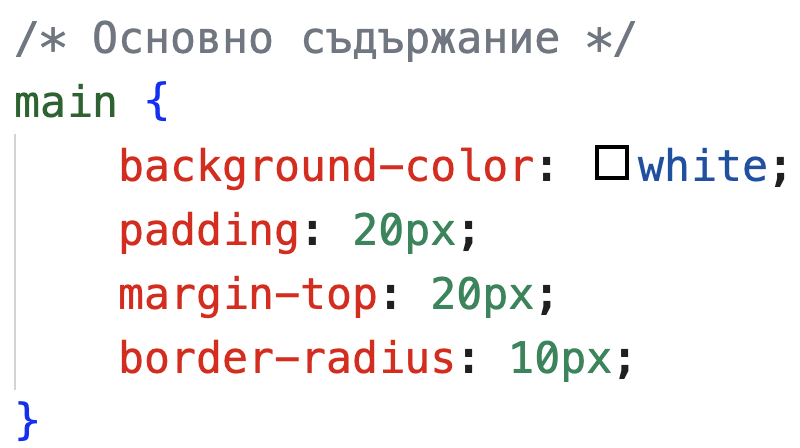 /* Основно съдържание */
main {
    background-color: white;
    padding: 20px;
    margin-top: 20px;
    border-radius: 10px;
}